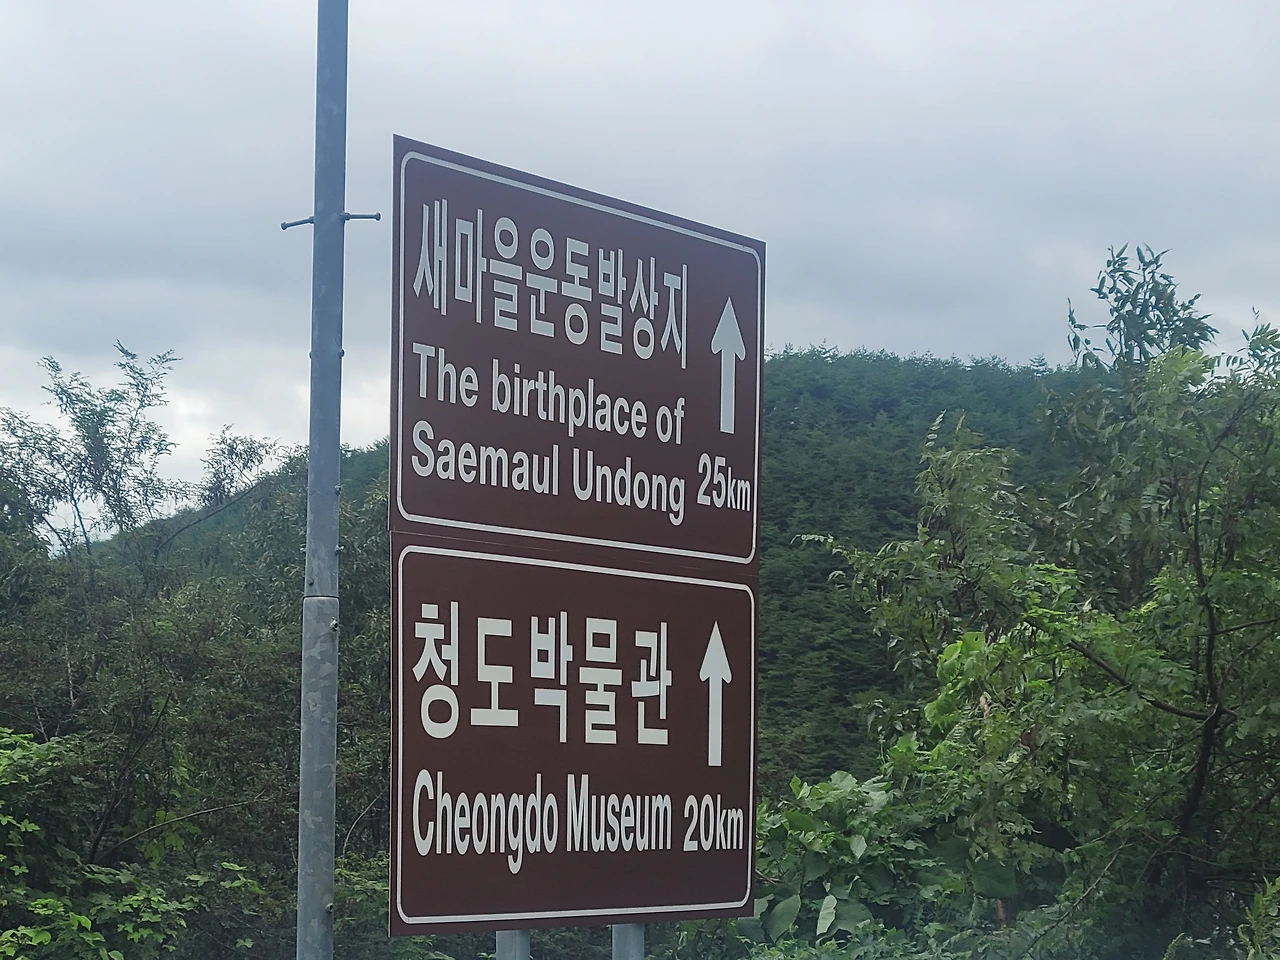 새마을운동발상지
The birthplace of
Saemaul Undong 25km
청도박물관
Cheongdo Museum 20km